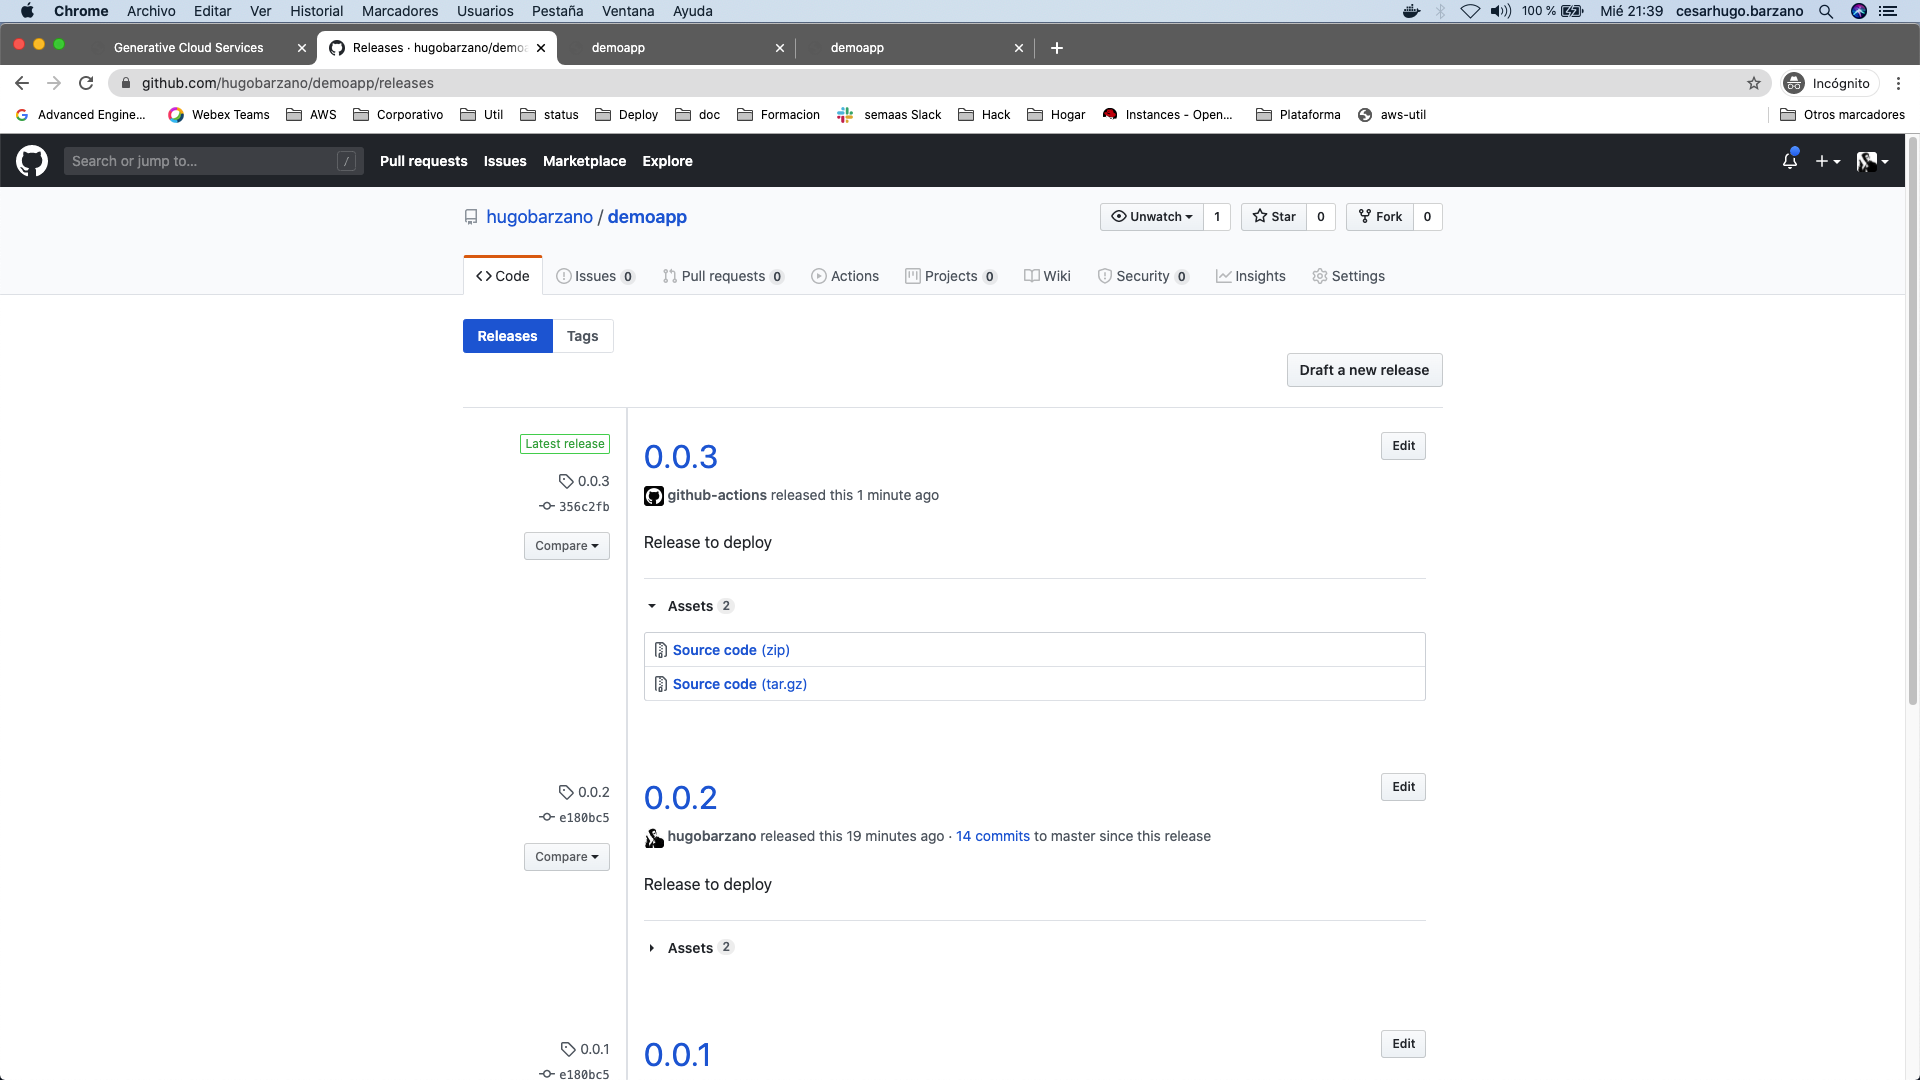 Chrome Archivo Editar Ver Historial Marcadores Usuarios Pestaña Ventana Ayuda 100 % Mié 21:39 cesarhugo.barzano
Generative Cloud Services Releases · hugobarzano/demo demoapp demoapp
github.com/hugobarzano/demoapp/releases Incógnito
Advanced Engine... Webex Teams AWS Corporativo Util status Deploy doc Formacion semaas Slack Hack Hogar Instances - Open... Plataforma aws-util Otros marcadores
Search or jump to... / Pull requests Issues Marketplace Explore
hugobarzano / demoapp Unwatch 1 Star 0 Fork 0
Code Issues 0 Pull requests 0 Actions Projects 0 Wiki Security 0 Insights Settings
Releases Tags
Draft a new release
Latest release
0.0.3
356c2fb
Compare
0.0.3 Edit
github-actions released this 1 minute ago
Release to deploy
Assets 2
Source code (zip)
Source code (tar.gz)
0.0.2
e180bc5
Compare
0.0.2 Edit
hugobarzano released this 19 minutes ago · 14 commits to master since this release
Release to deploy
Assets 2
0.0.1
e180bc5
0.0.1 Edit